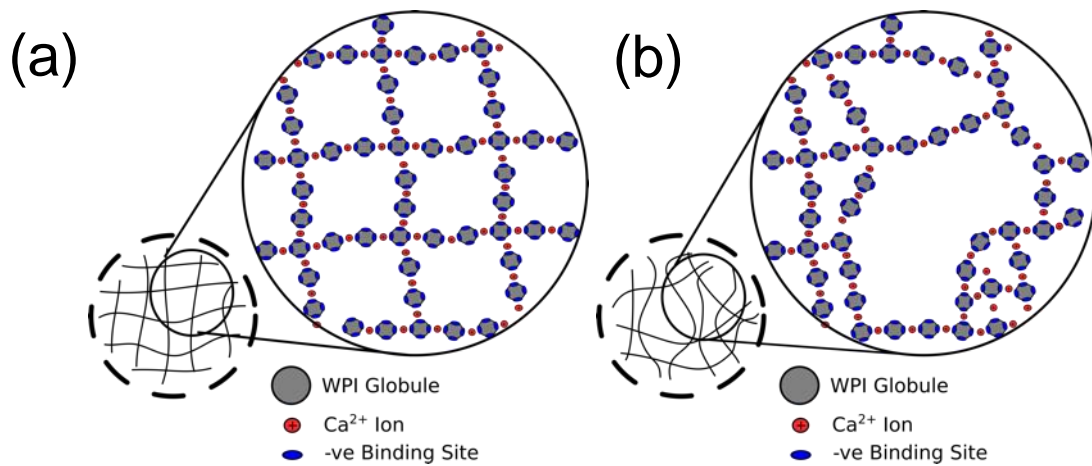 (a)
WPI Globule
Ca²⁺ Ion
-ve Binding Site
(b)
WPI Globule
Ca²⁺ Ion
-ve Binding Site